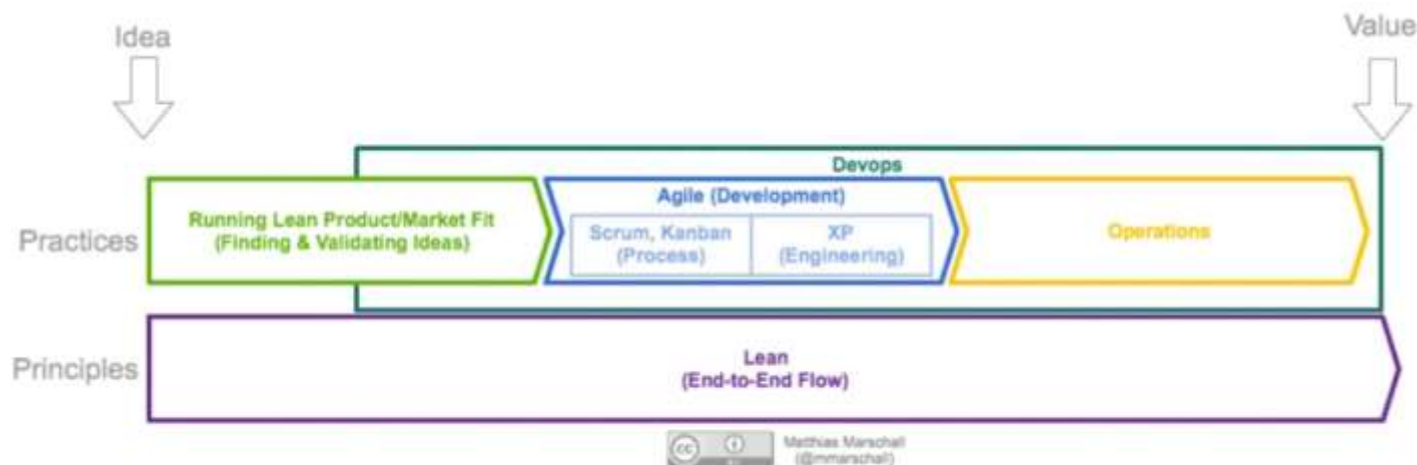 Idea
Value
Devops
Agile (Development)
Running Lean Product/Market Fit
(Finding & Validating Ideas)
Scrum, Kanban
(Process)
XP
(Engineering)
Operations
Practices
Lean
(End-to-End Flow)
Principles
cc
Matthias Marschall
(@mmarschall)